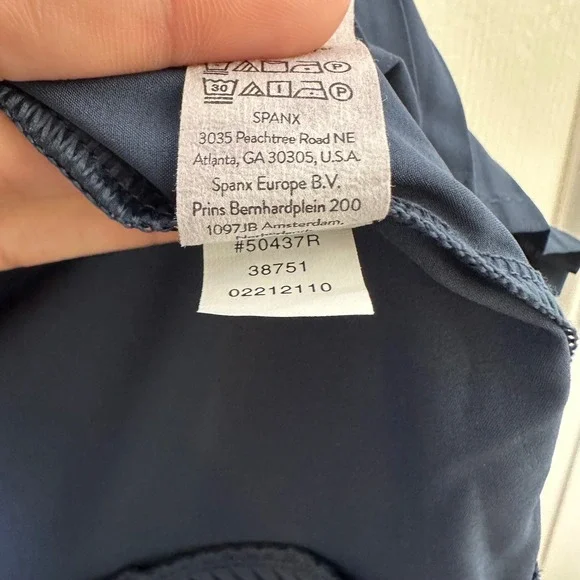 30 P
SPANX
3035 Peachtree Road NE
Atlanta, GA 30305, U.S.A.
Spanx Europe B.V.
Prins Bernhardplein 200
1097JB Amsterdam,
#50437R
38751
02212110